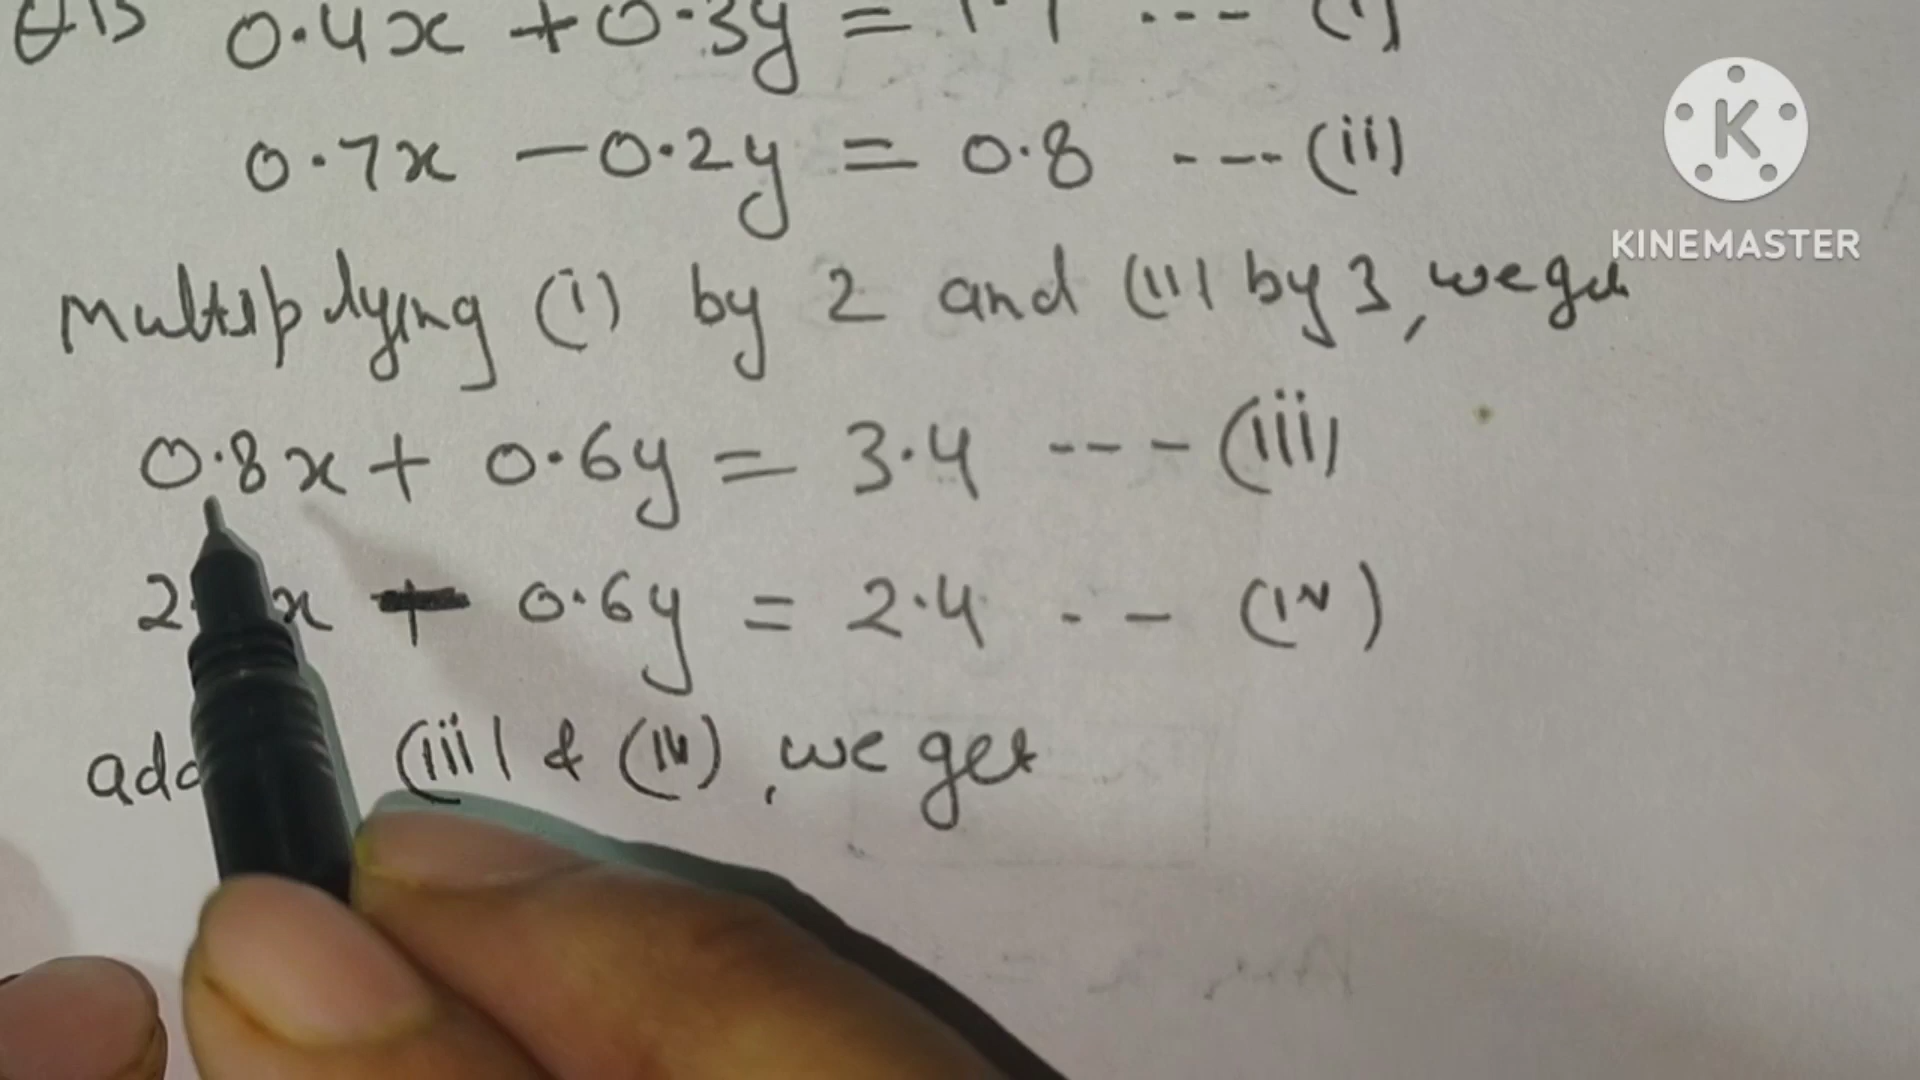 0.4x + 0.3y = 1.7 --- (i)
0.7x - 0.2y = 0.8 --- (ii)
K
KINEMASTER
Multiplying (i) by 2 and (ii) by 3, we get
0.8x + 0.6y = 3.4 --- (iii)
x - 0.6y = 2.4 -- (iv)
(iii) & (iv), we get